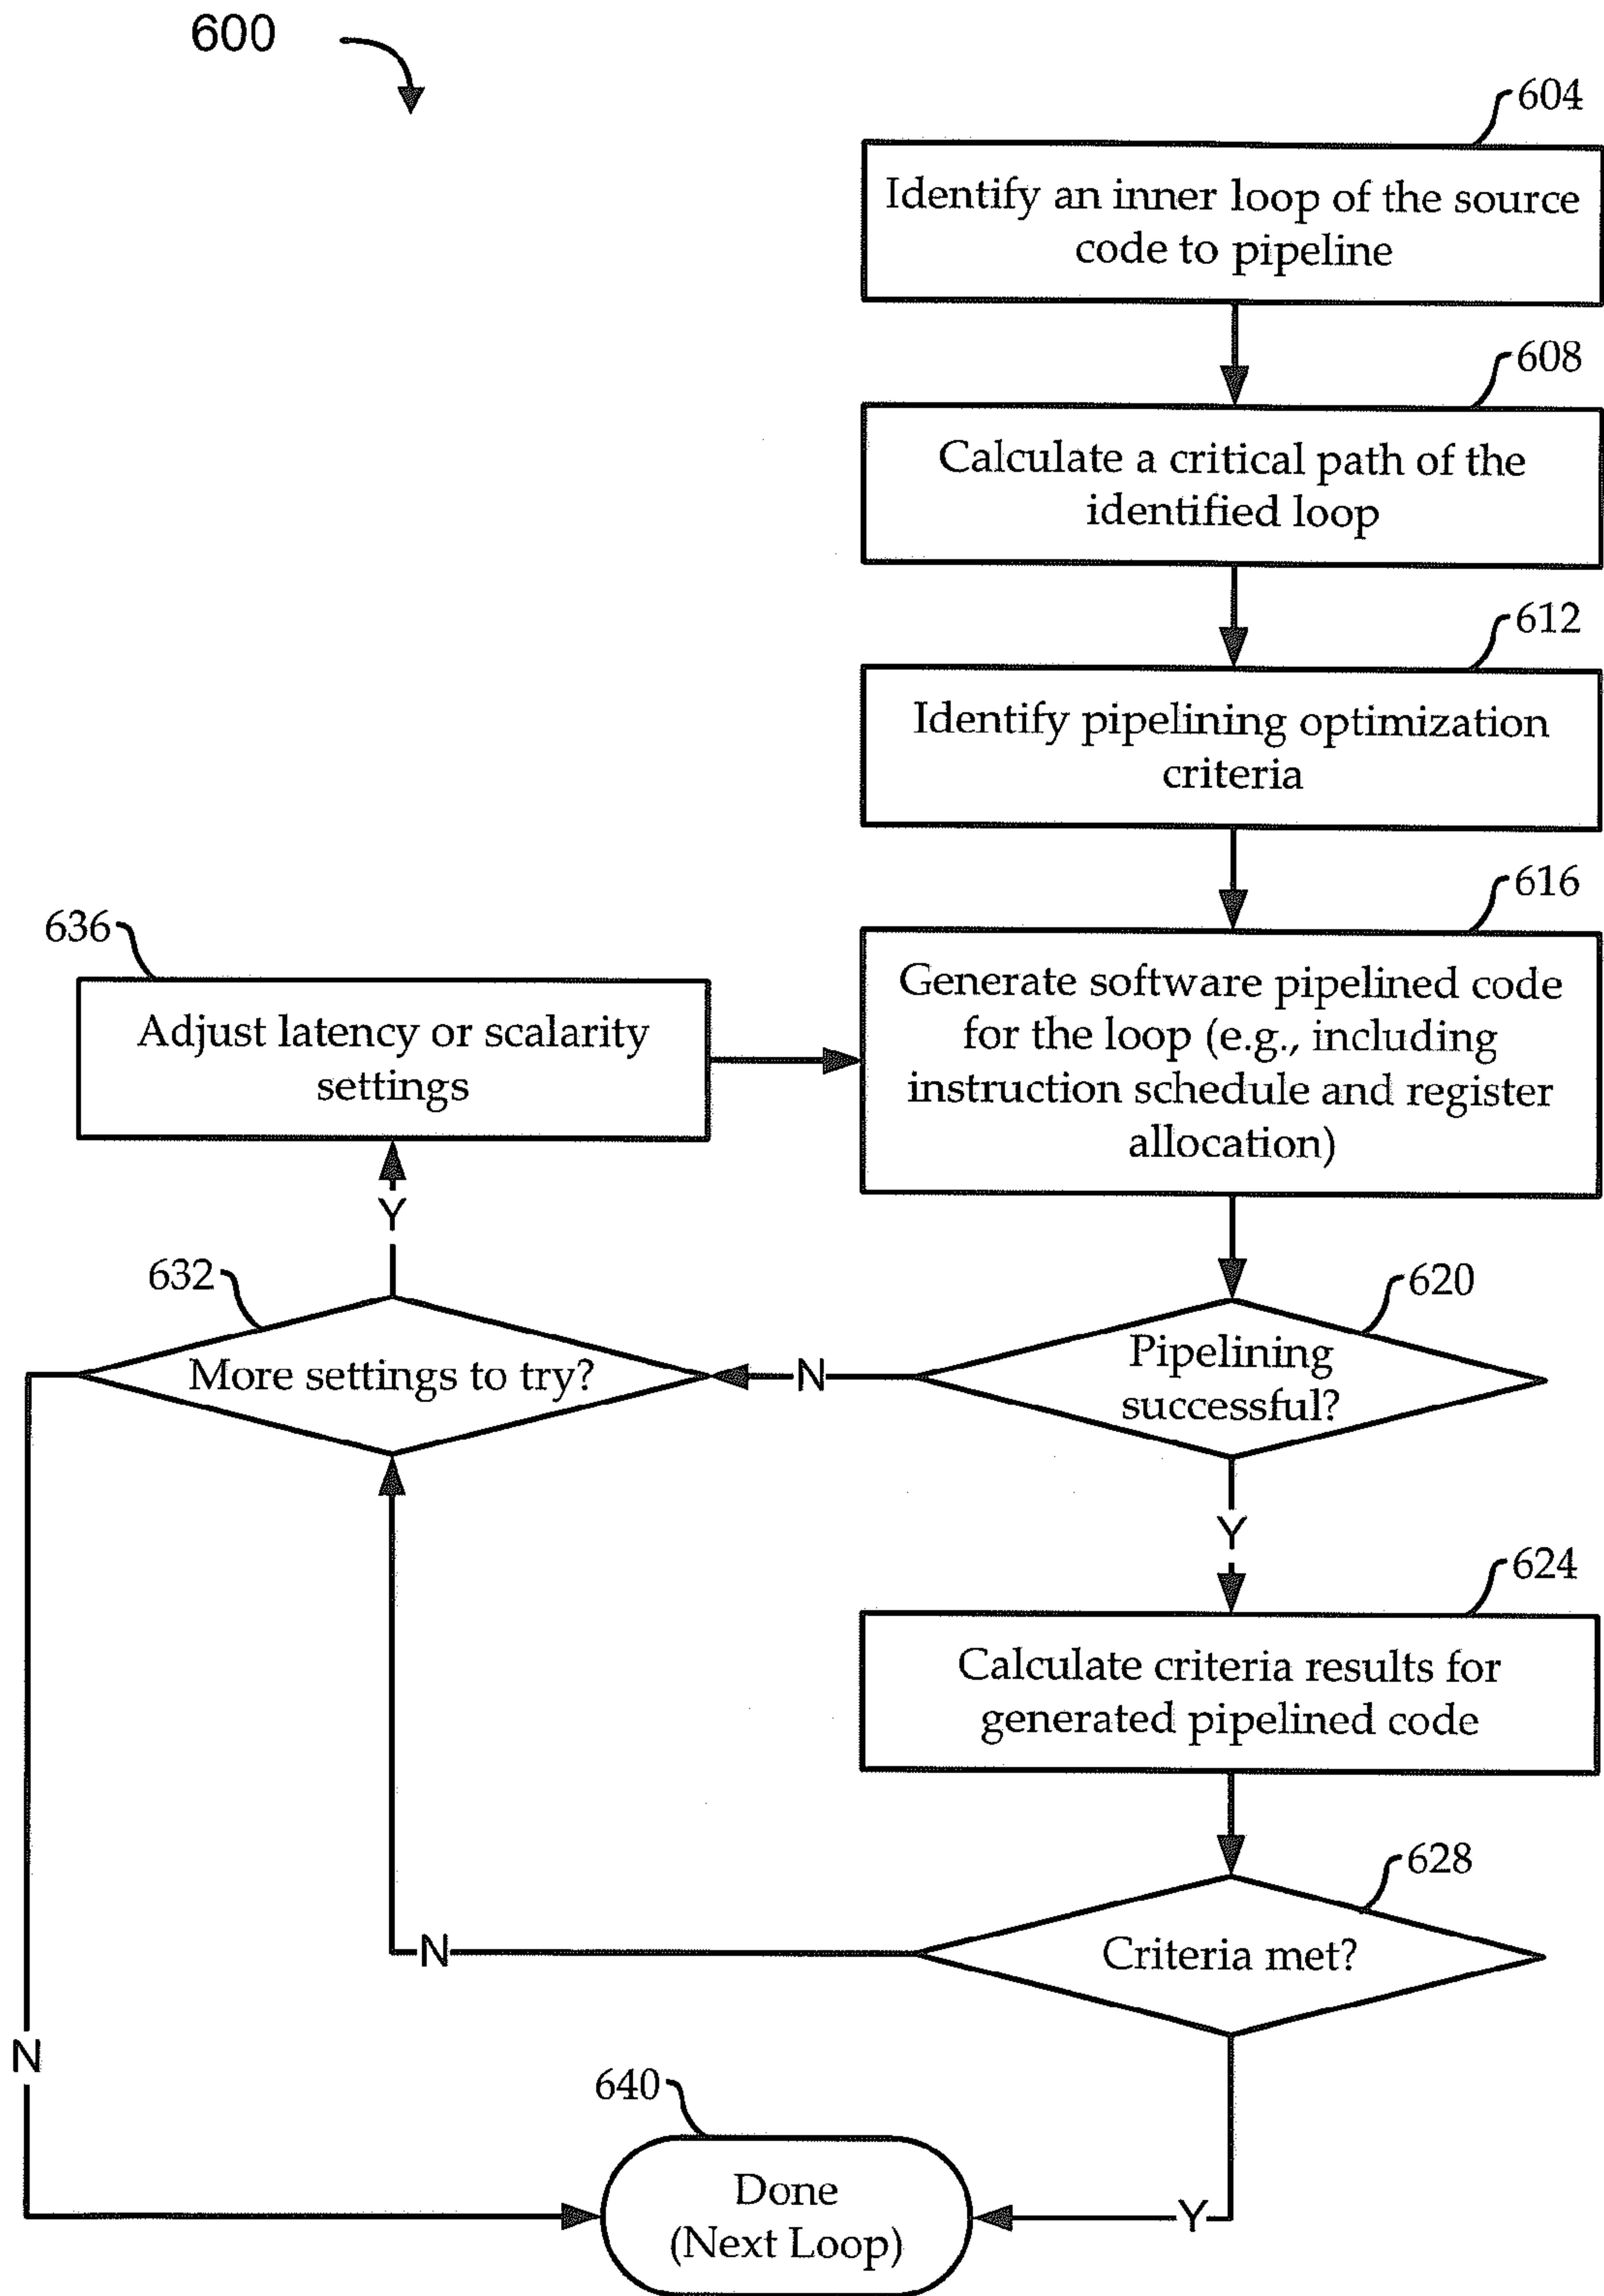 600
604
Identify an inner loop of the source
code to pipeline
608
Calculate a critical path of the
identified loop
612
Identify pipelining optimization
criteria
616
Generate software pipelined code
for the loop (e.g., including
instruction schedule and register
allocation)
636
Adjust latency or scalarity
settings
Y
632
More settings to try?
N
620
Pipelining
successful?
Y
624
Calculate criteria results for
generated pipelined code
628
Criteria met?
N
N
640
Done
(Next Loop)
Y